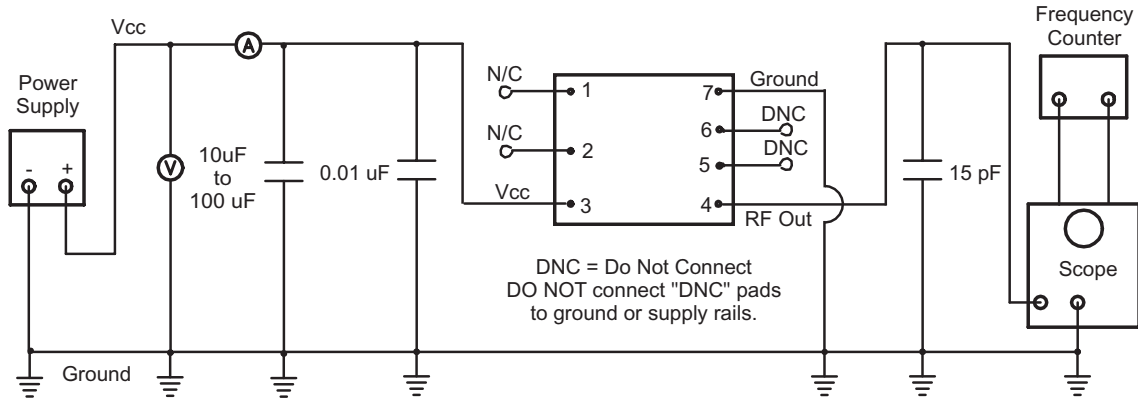 Vcc
A
Frequency
Counter
Power
Supply
-
+
V
10uF
to
100 uF
0.01 uF
N/C
1
N/C
2
Vcc
3
7
Ground
6
DNC
5
DNC
4
RF Out
15 pF
Scope
DNC = Do Not Connect
DO NOT connect "DNC" pads
to ground or supply rails.
Ground